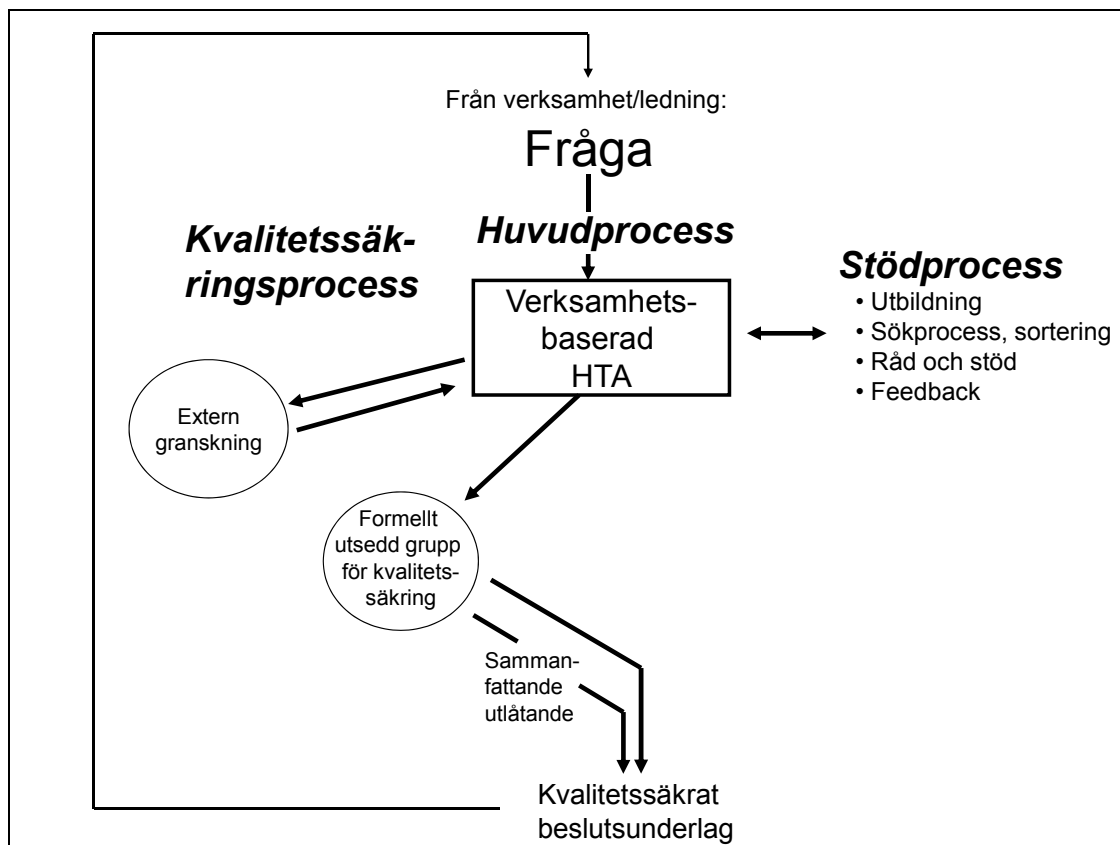 Från verksamhet/ledning:
Fråga
Kvalitetssäk-
ringsprocess
Huvudprocess
Stödprocess
• Utbildning
• Sökprocess, sortering
• Råd och stöd
• Feedback
Verksamhets-
baserad
HTA
Extern
granskning
Formellt
utsedd grupp
för kvalitets-
säkring
Samman-
fattande
utlåtande
Kvalitetssäkrat
beslutsunderlag